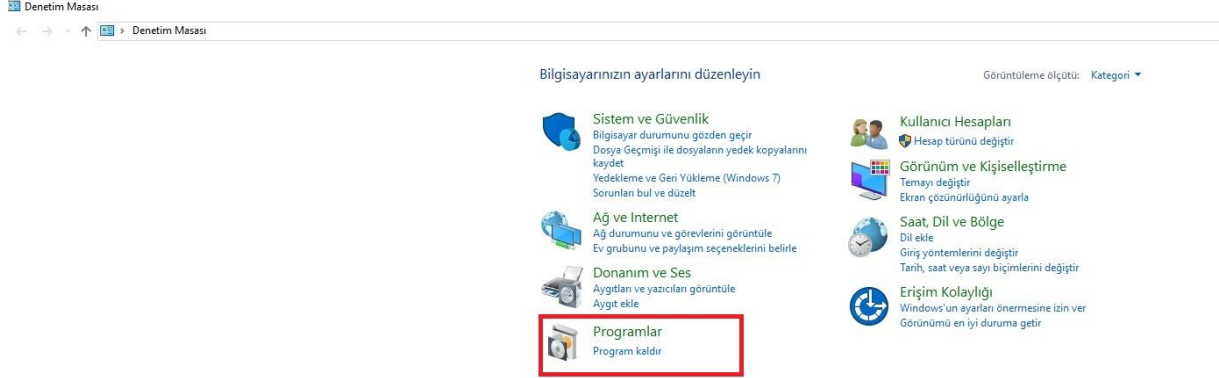 Denetim Masası
Denetim Masası
Bilgisayarınızın ayarlarını düzenleyin
Görüntüleme ölçütü: Kategori
Sistem ve Güvenlik
Bilgisayar durumunu gözden geçir
Dosya Geçmişi ile dosyaların yedek kopyalarını
kaydet
Yedekleme ve Geri Yükleme (Windows 7)
Sorunları bul ve düzelt
Ağ ve Internet
Ağ durumunu ve görevlerini görüntüle
Ev grubunu ve paylaşım seçeneklerini belirle
Donanım ve Ses
Aygıtları ve yazıcıları görüntüle
Aygıt ekle
Programlar
Program kaldır
Kullanıcı Hesapları
Hesap türünü değiştir
Görünüm ve Kişiselleştirme
Temayı değiştir
Ekran çözünürlüğünü ayarla
Saat, Dil ve Bölge
Dil ekle
Giriş yöntemlerini değiştir
Tarih, saat veya sayı biçimlerini değiştir
Erişim Kolaylığı
Windows'un ayarları önermesine izin ver
Görünümü en iyi duruma getir